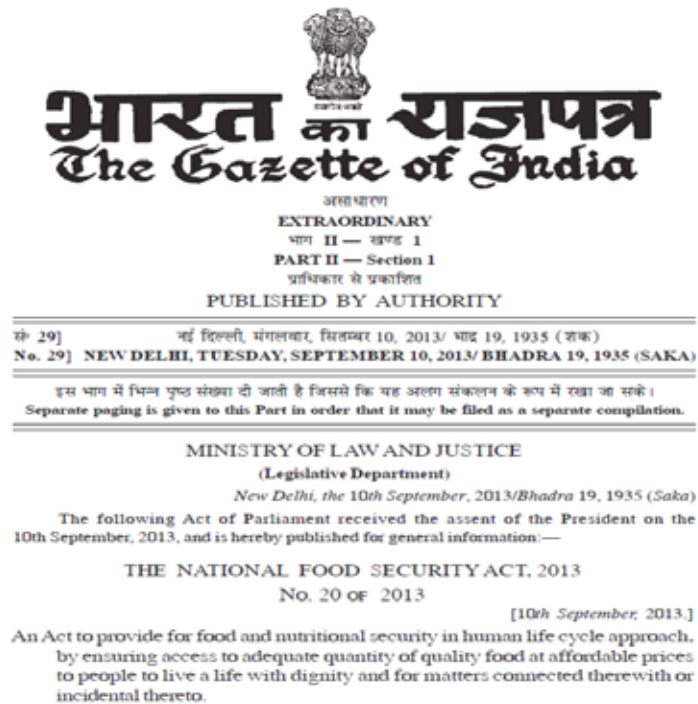 भारत का राजपत्र
The Gazette of India
असाधारण
EXTRAORDINARY
भाग II — खण्ड 1
PART II — Section 1
प्राधिकार से प्रकाशित
PUBLISHED BY AUTHORITY
सं॰ 29] नई दिल्ली, मंगलवार, सितम्बर 10, 2013/ भाद्र 19, 1935 (शक)
No. 29] NEW DELHI, TUESDAY, SEPTEMBER 10, 2013/ BHADRA 19, 1935 (SAKA)
इस भाग में भिन्न पृष्ठ संख्या दी जाती है जिससे कि यह अलग संकलन के रूप में रखा जा सके।
Separate paging is given to this Part in order that it may be filed as a separate compilation.
MINISTRY OF LAW AND JUSTICE
(Legislative Department)
New Delhi, the 10th September, 2013/Bhadra 19, 1935 (Saka)
The following Act of Parliament received the assent of the President on the
10th September, 2013, and is hereby published for general information:—
THE NATIONAL FOOD SECURITY ACT, 2013
No. 20 OF 2013
[10th September, 2013.]
An Act to provide for food and nutritional security in human life cycle approach,
by ensuring access to adequate quantity of quality food at affordable prices
to people to live a life with dignity and for matters connected therewith or
incidental thereto.